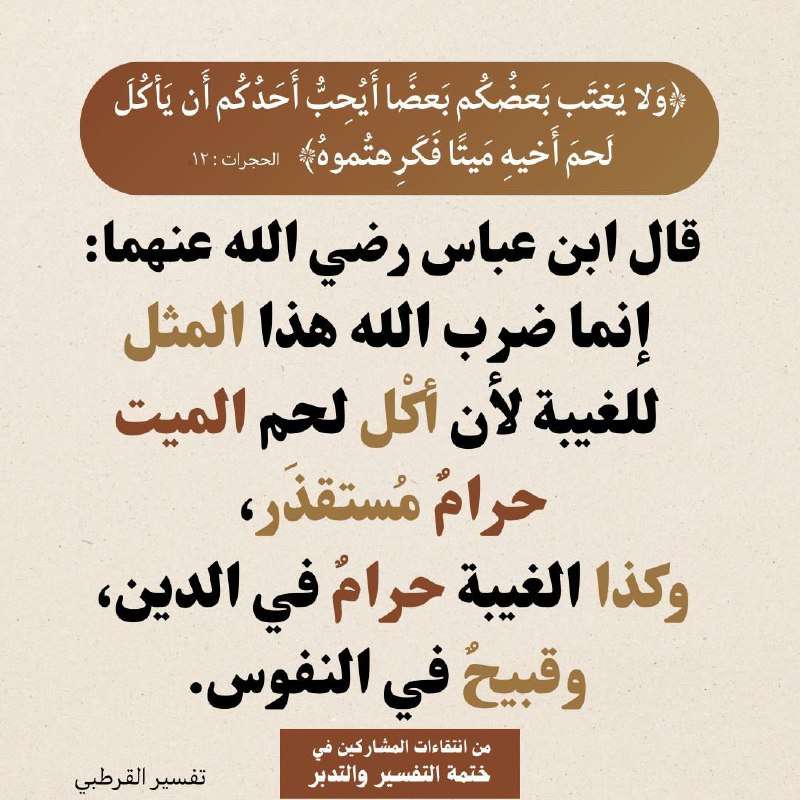 ﴿وَلا يَغتَب بَعضُكُم بَعضًا أَيُحِبُّ أَحَدُكُم أَن يَأكُلَ
لَحمَ أَخيهِ مَيتًا فَكَرِهتُموهُ﴾ الحجرات : ١٢
قال ابن عباس رضي الله عنهما:
إنما ضرب الله هذا المثل
للغيبة لأن أكْل لحم الميت
حرامٌ مُستقذَر،
وكذا الغيبة حرامٌ في الدين،
وقبيحٌ في النفوس.
من انتقاءات المشاركين في
ختمة التفسير والتدبر
تفسير القرطبي